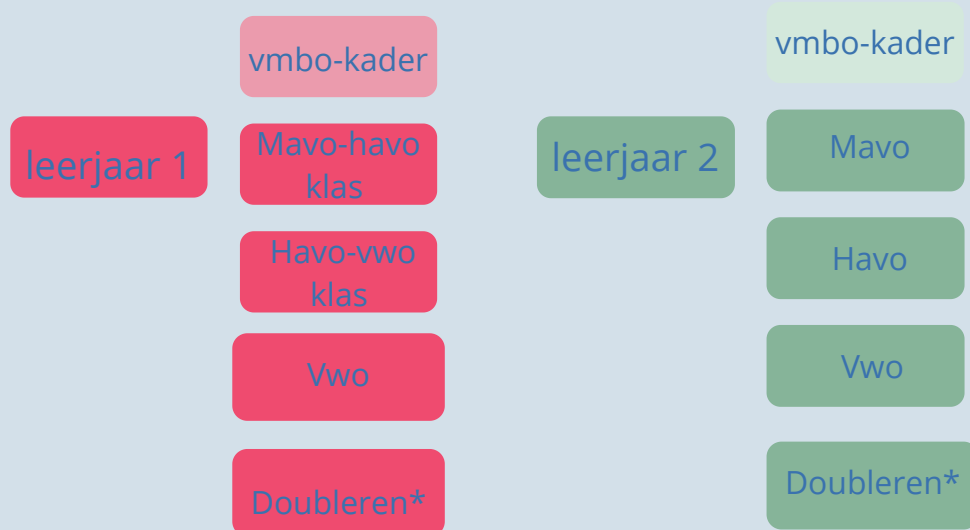 leerjaar 1
vmbo-kader
Mavo-havo
klas
Havo-vwo
klas
Vwo
Doubleren*
leerjaar 2
vmbo-kader
Mavo
Havo
Vwo
Doubleren*